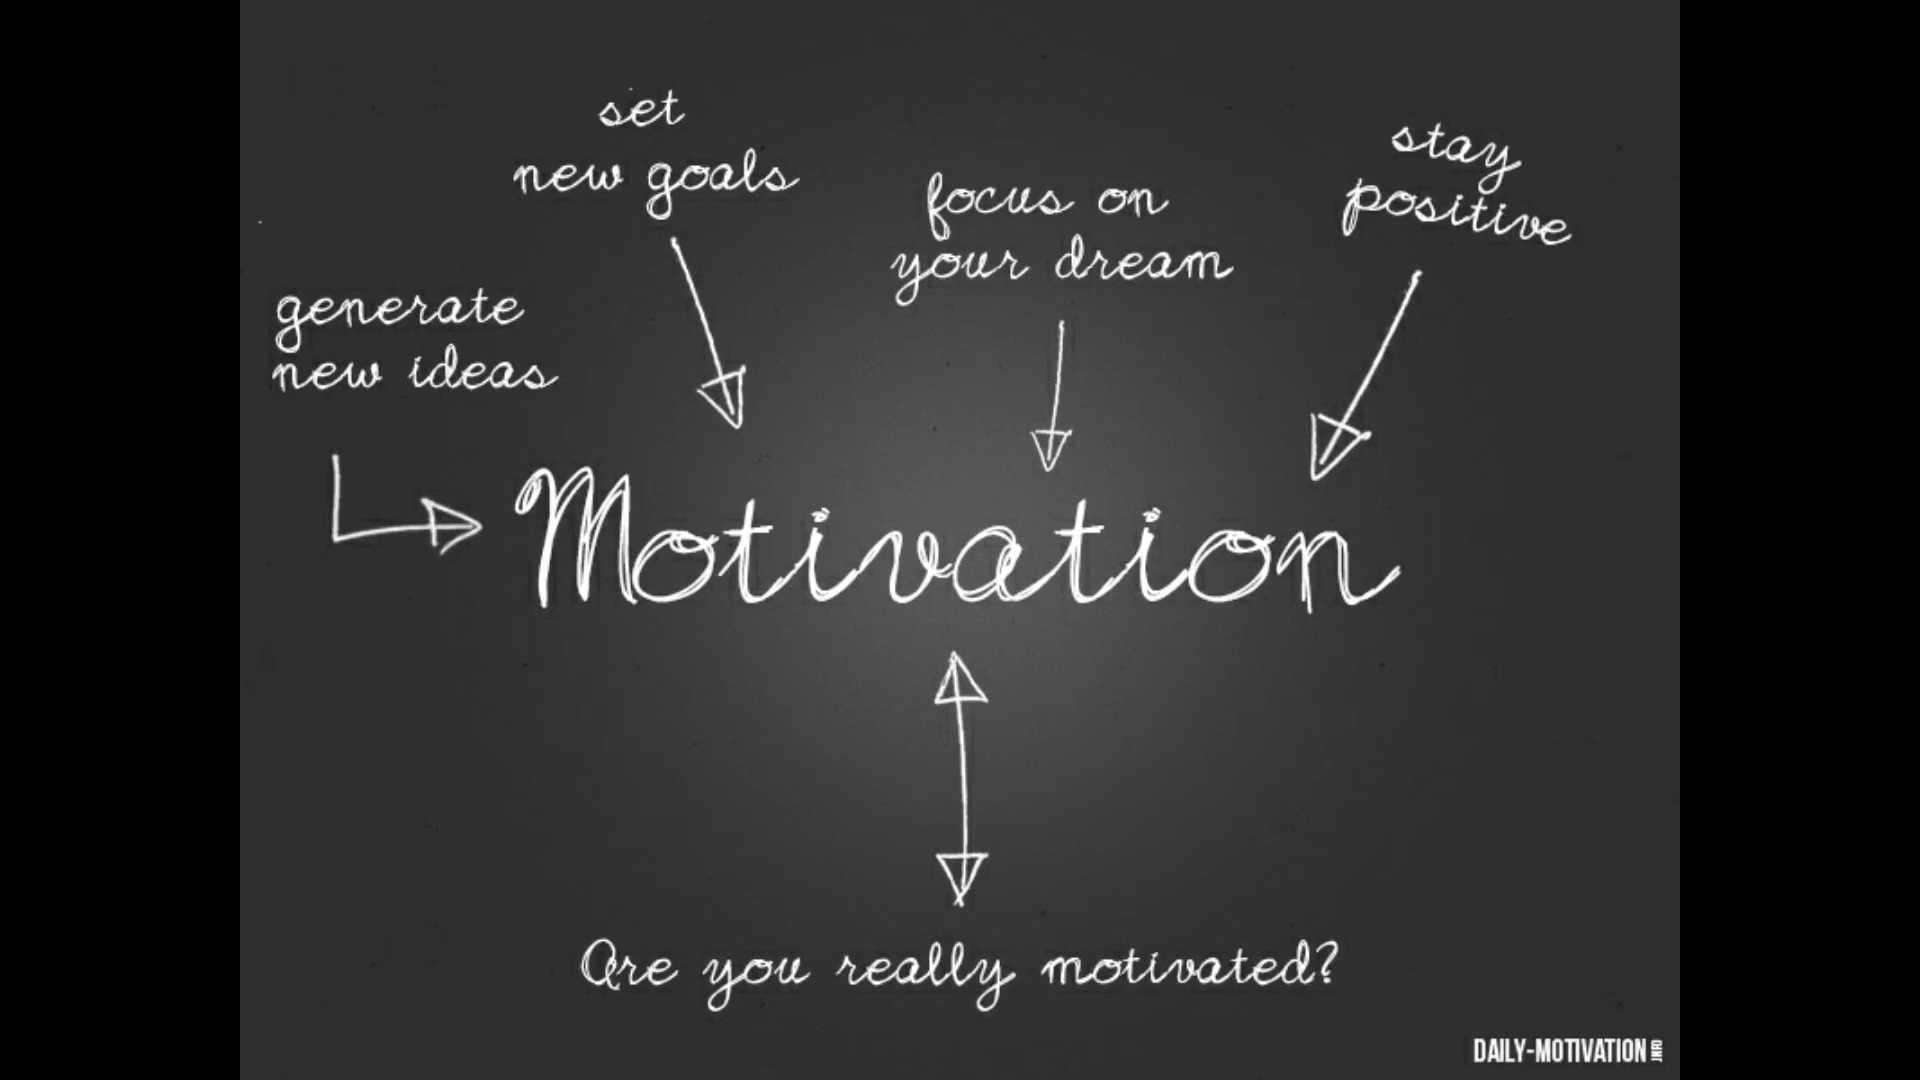 set
new goals
focus on
your dream
stay
positive
generate
new ideas
Motivation
Are you really motivated?
DAILY-MOTIVATION